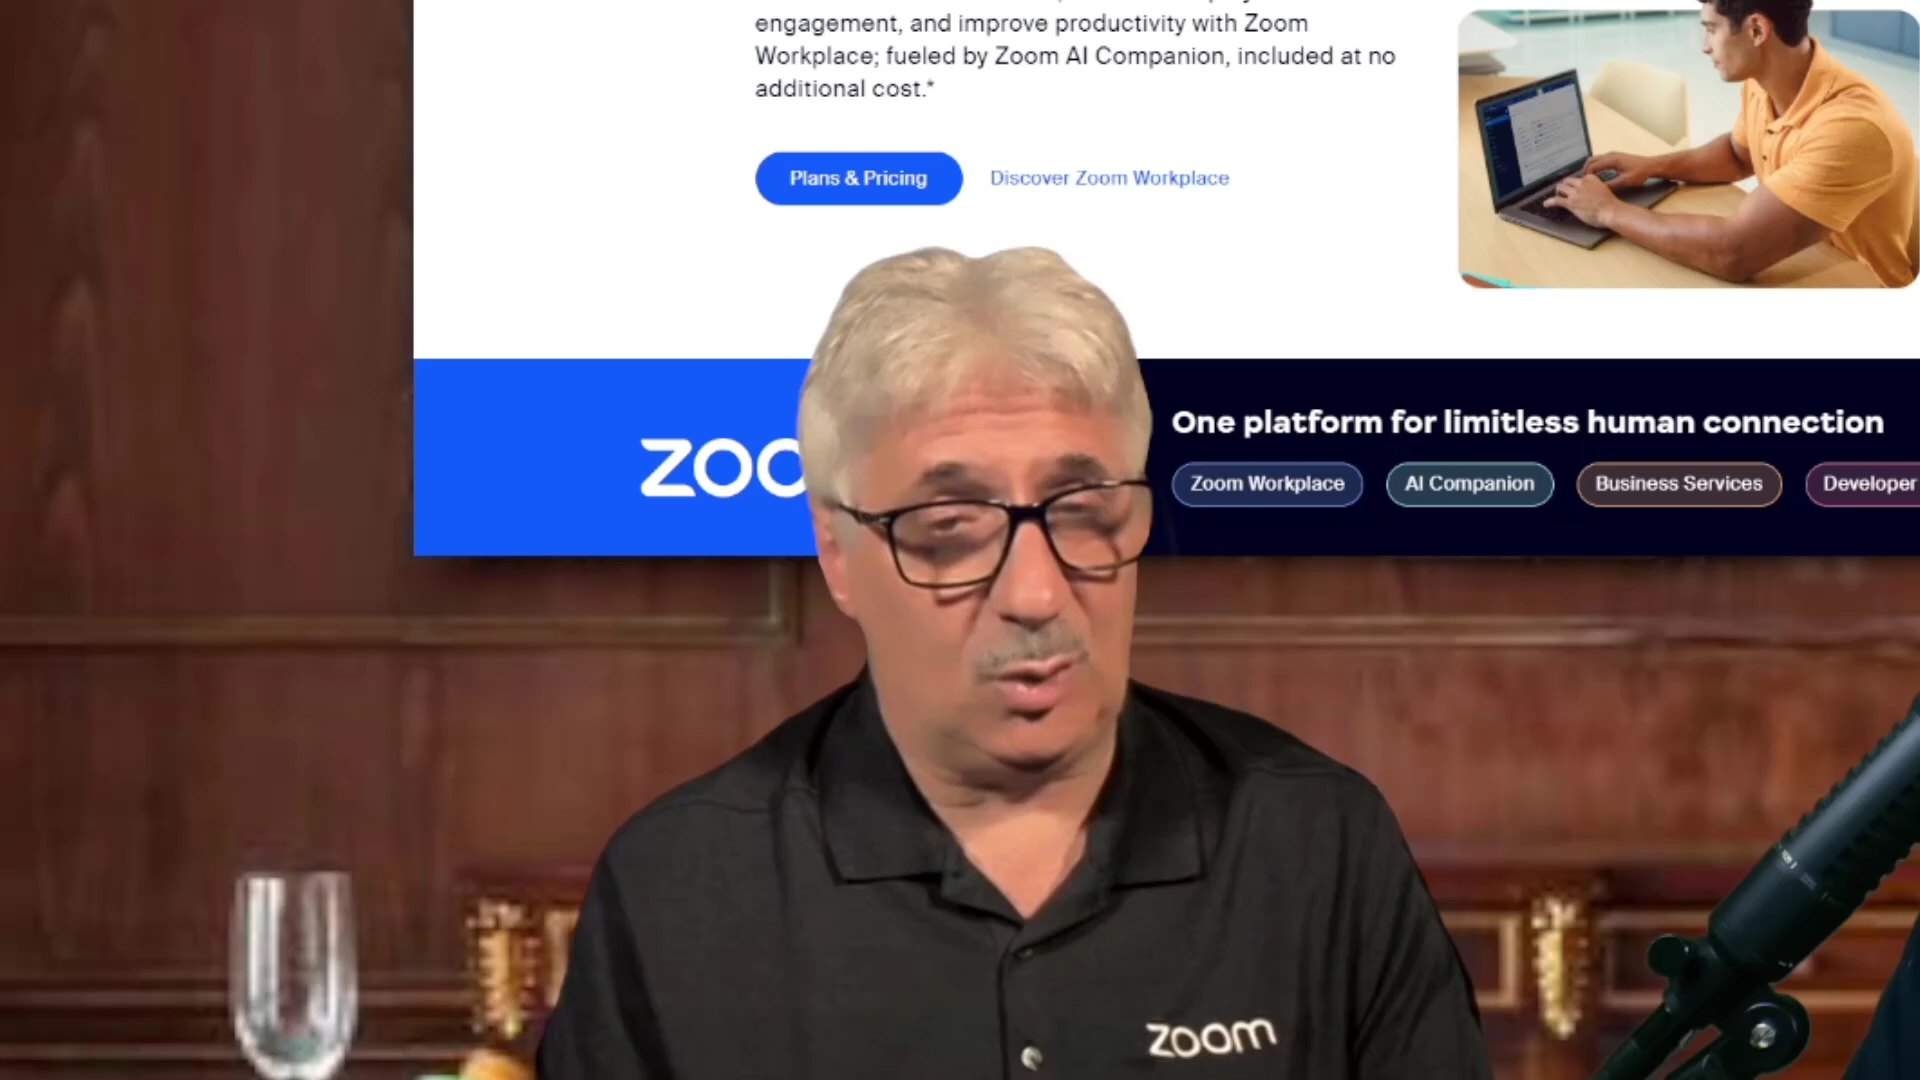 engagement, and improve productivity with Zoom
Workplace; fueled by Zoom AI Companion, included at no
additional cost.*
Plans & Pricing
Discover Zoom Workplace
One platform for limitless human connection
Zoom Workplace
AI Companion
Business Services
Developer
zoom